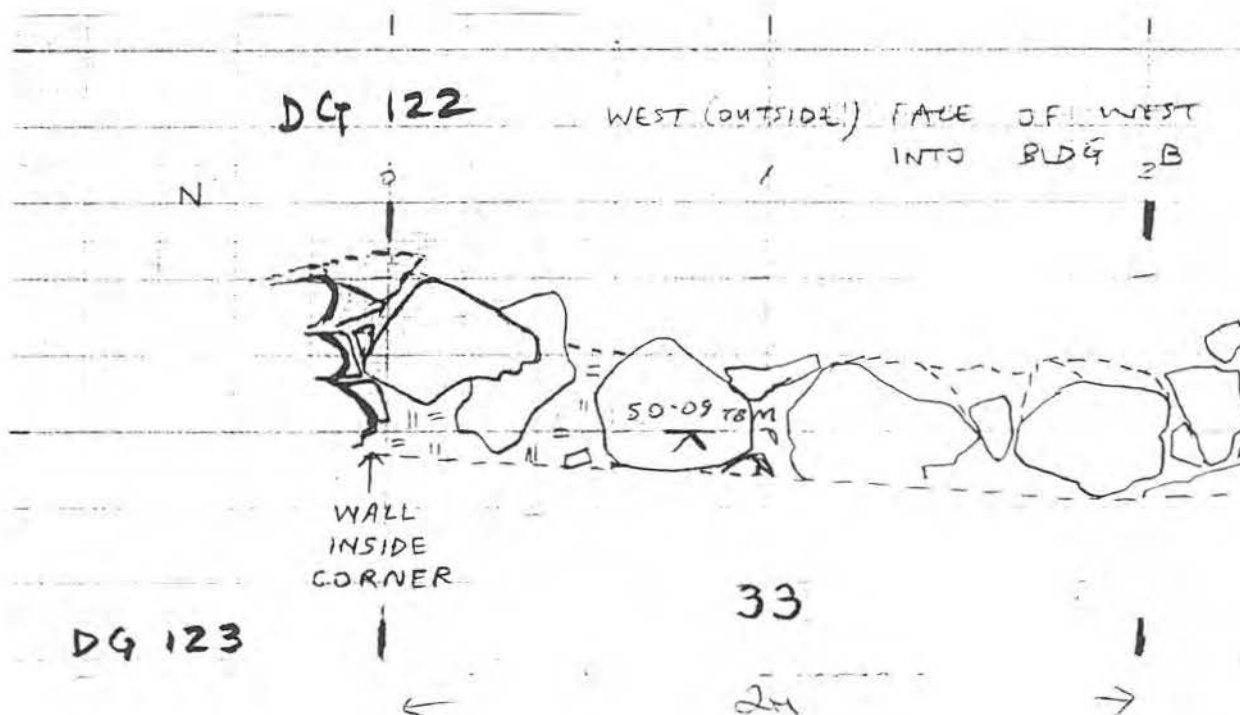 DG 122
WEST (OUTSIDE) FACE OF WEST
INTO BLDG B
0 1 2
N
50.09 TBM
WALL
INSIDE
CORNER
33
DG 123
2M